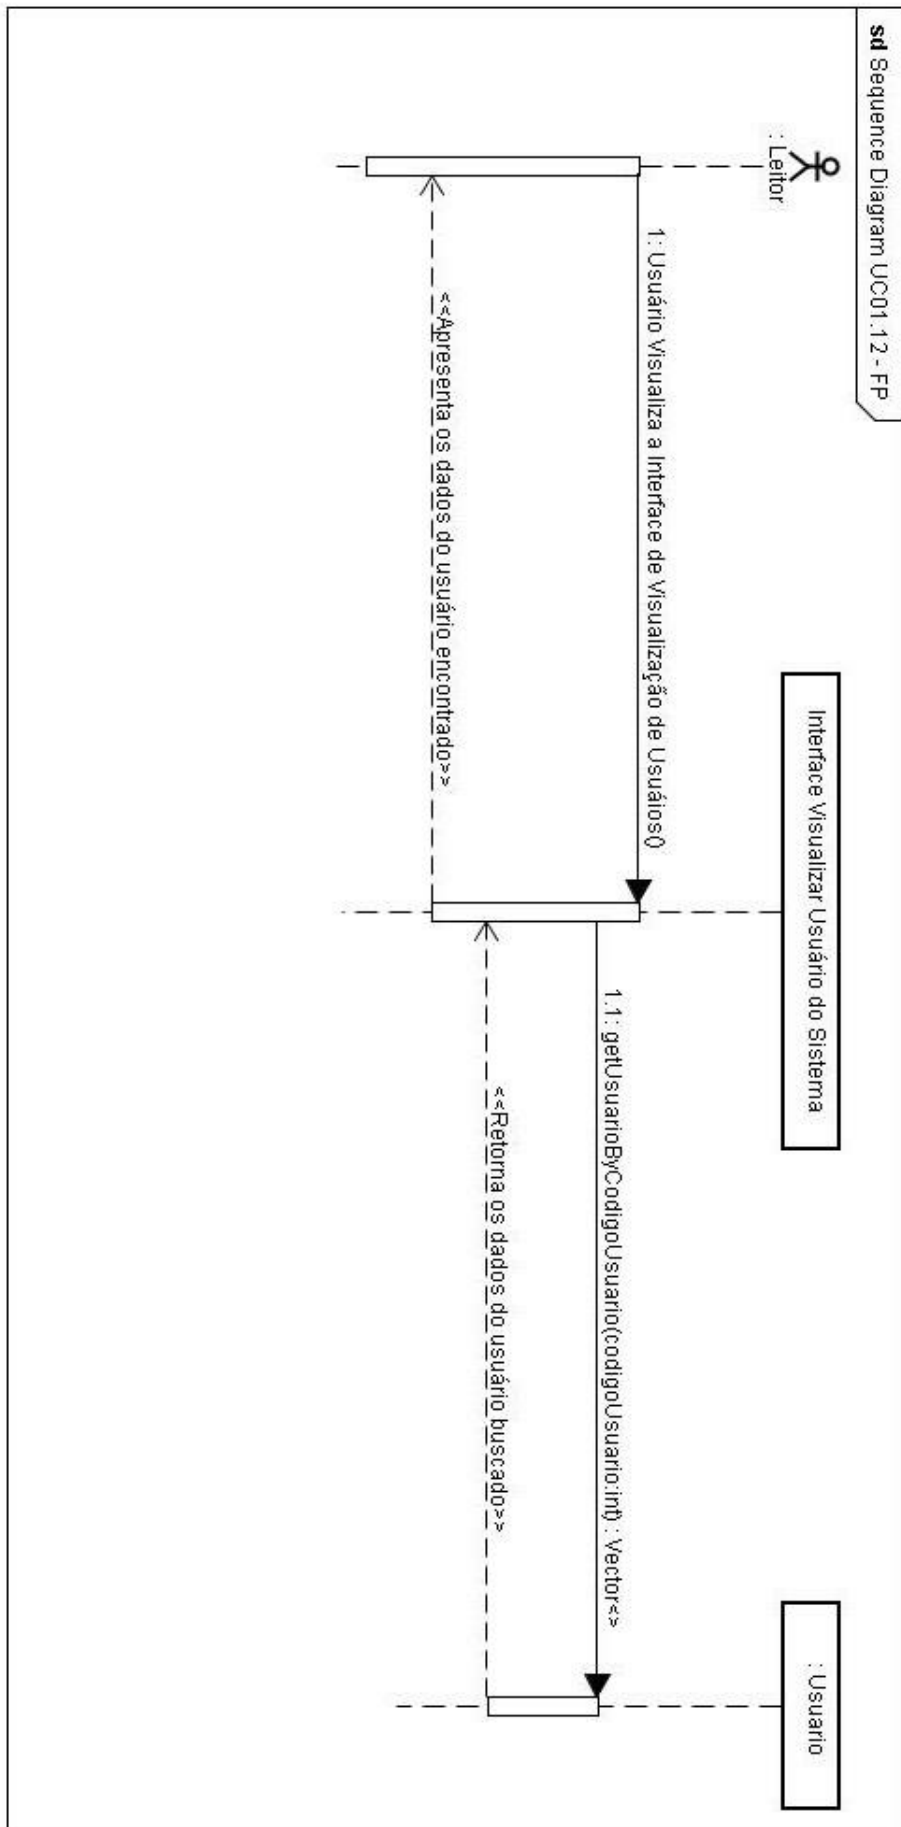 sd Sequence Diagram UC01.12 - FP
: Leitor
Interface Visualizar Usuário do Sistema
: Usuario
1: Usuário Visualiza a Interface de Visualização de Usuáios()
1.1: getUsuarioByCodigoUsuario(codigoUsuario:int) : Vector<>
<<Retorna os dados do usuário buscado>>
<<Apresenta os dados do usuário encontrado>>